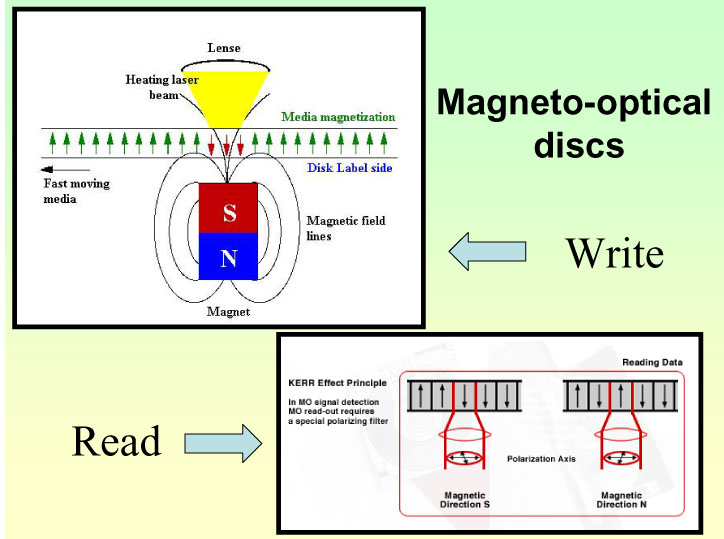 Magneto-optical
discs
Lense
Heating laser
beam
Media magnetization
Disk Label side
Fast moving
media
S
N
Magnetic field
lines
Magnet
Write
Read
Reading Data
KERR Effect Principle
In MO signal detection
MO read-out requires
a special polarizing filter
Polarization Axis
Magnetic
Direction S
Magnetic
Direction N